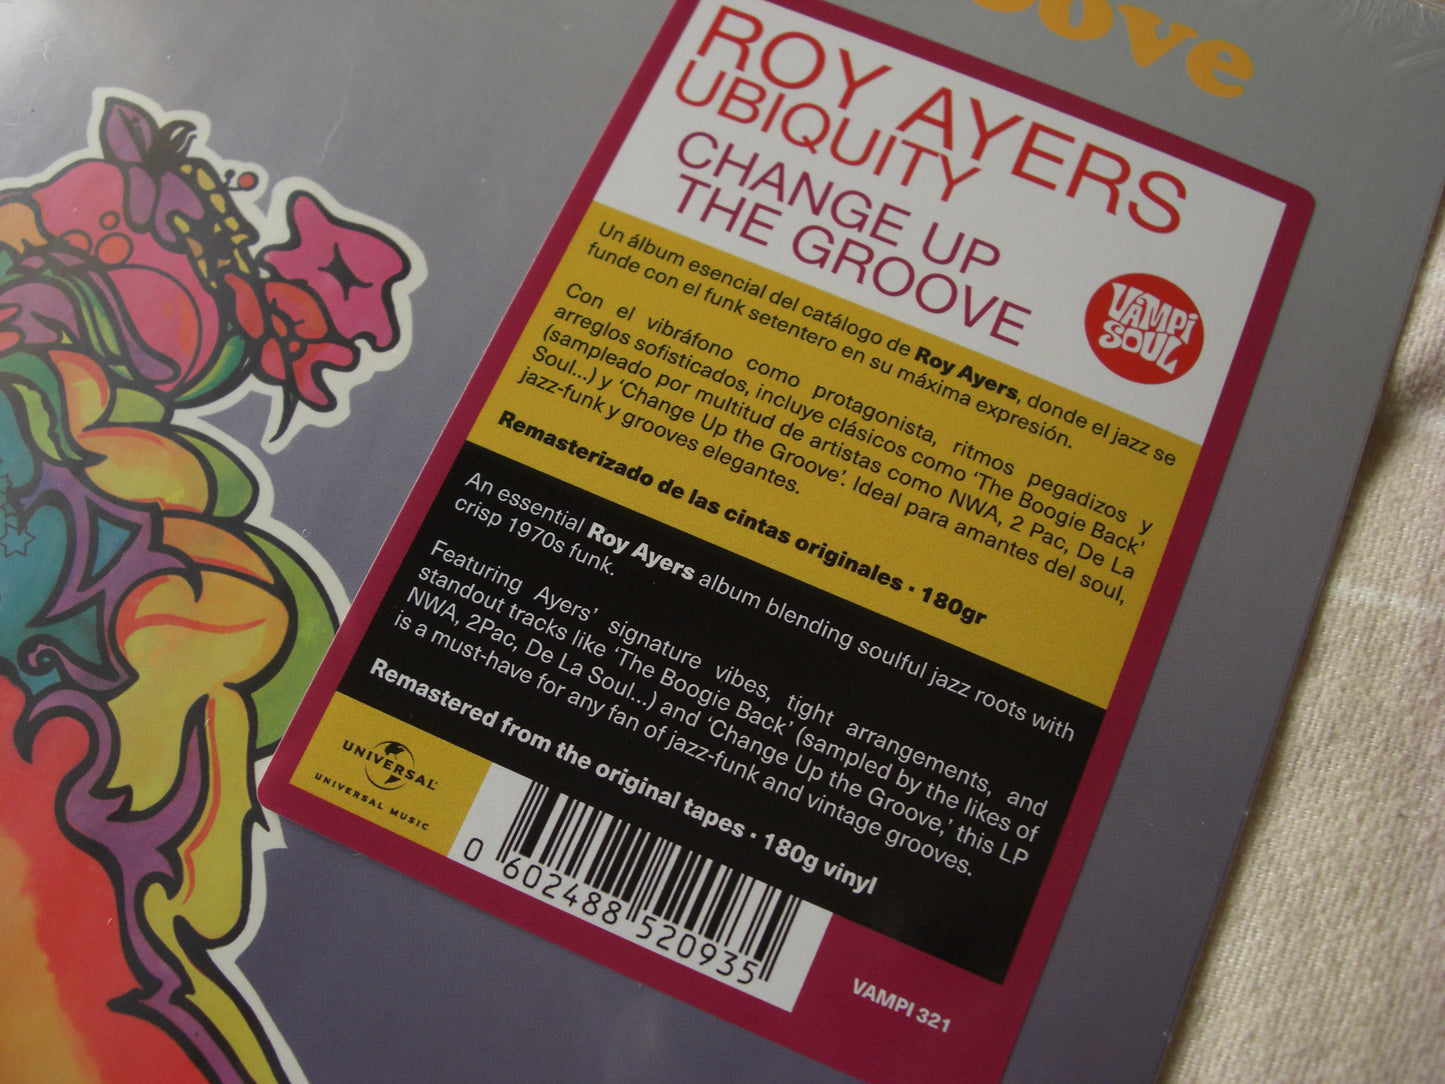 ROY AYERS
UBIQUITY
CHANGE UP
THE GROOVE
VAMPI
SOUL
Un álbum esencial del catálogo de Roy Ayers, donde el jazz se
funde con el funk setentero en su máxima expresión.
Con el vibráfono como protagonista, ritmos pegadizos y
arreglos sofisticados, incluye clásicos como ‘The Boogie Back’
(sampleado por multitud de artistas como NWA, 2 Pac, De La
Soul...) y ‘Change Up the Groove’. Ideal para amantes del soul,
jazz-funk y grooves elegantes.
Remasterizado de las cintas originales · 180gr
An essential Roy Ayers album blending soulful jazz roots with
crisp 1970s funk.
Featuring Ayers’ signature vibes, tight arrangements, and
standout tracks like ‘The Boogie Back’ (sampled by the likes of
NWA, 2Pac, De La Soul...) and ‘Change Up the Groove,’ this LP
is a must-have for any fan of jazz-funk and vintage grooves.
Remastered from the original tapes · 180g vinyl
UNIVERSAL
UNIVERSAL MUSIC
0 602488 520935
VAMPI 321